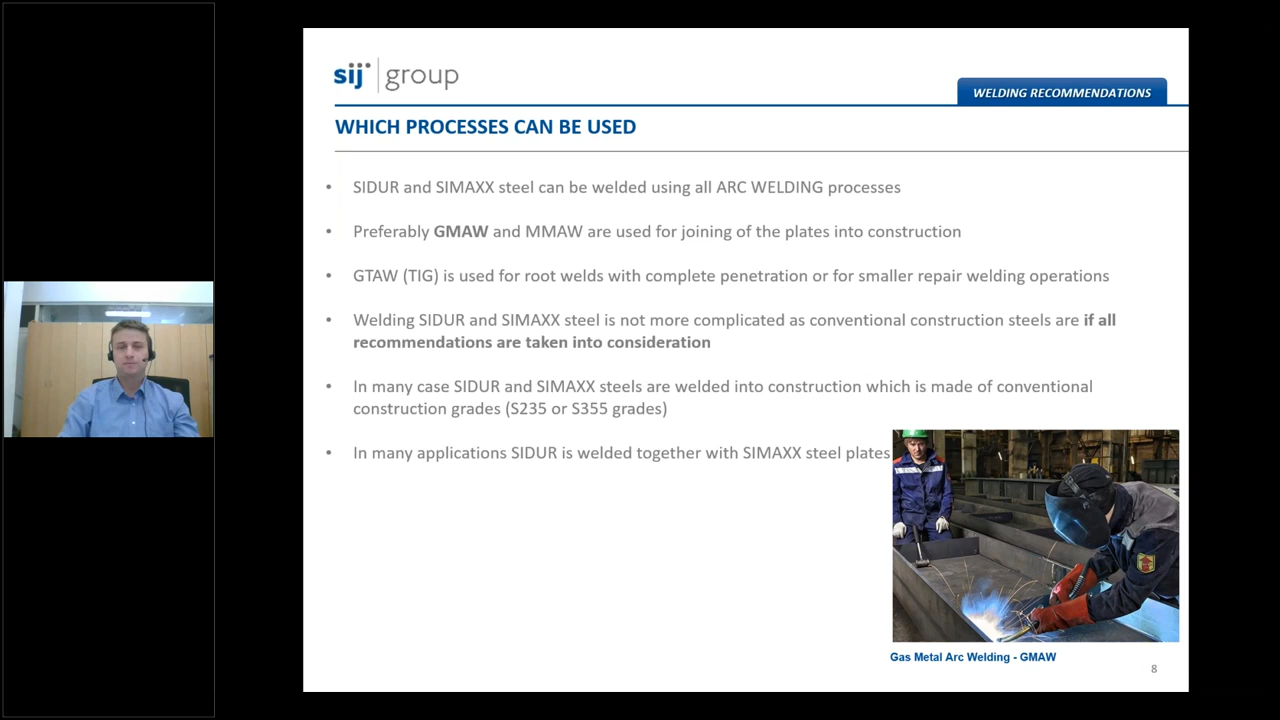 sij group
WELDING RECOMMENDATIONS
WHICH PROCESSES CAN BE USED
• SIDUR and SIMAXX steel can be welded using all ARC WELDING processes
• Preferably GMAW and MMAW are used for joining of the plates into construction
• GTAW (TIG) is used for root welds with complete penetration or for smaller repair welding operations
• Welding SIDUR and SIMAXX steel is not more complicated as conventional construction steels are if all
recommendations are taken into consideration
• In many case SIDUR and SIMAXX steels are welded into construction which is made of conventional
construction grades (S235 or S355 grades)
• In many applications SIDUR is welded together with SIMAXX steel plates
Gas Metal Arc Welding - GMAW
8